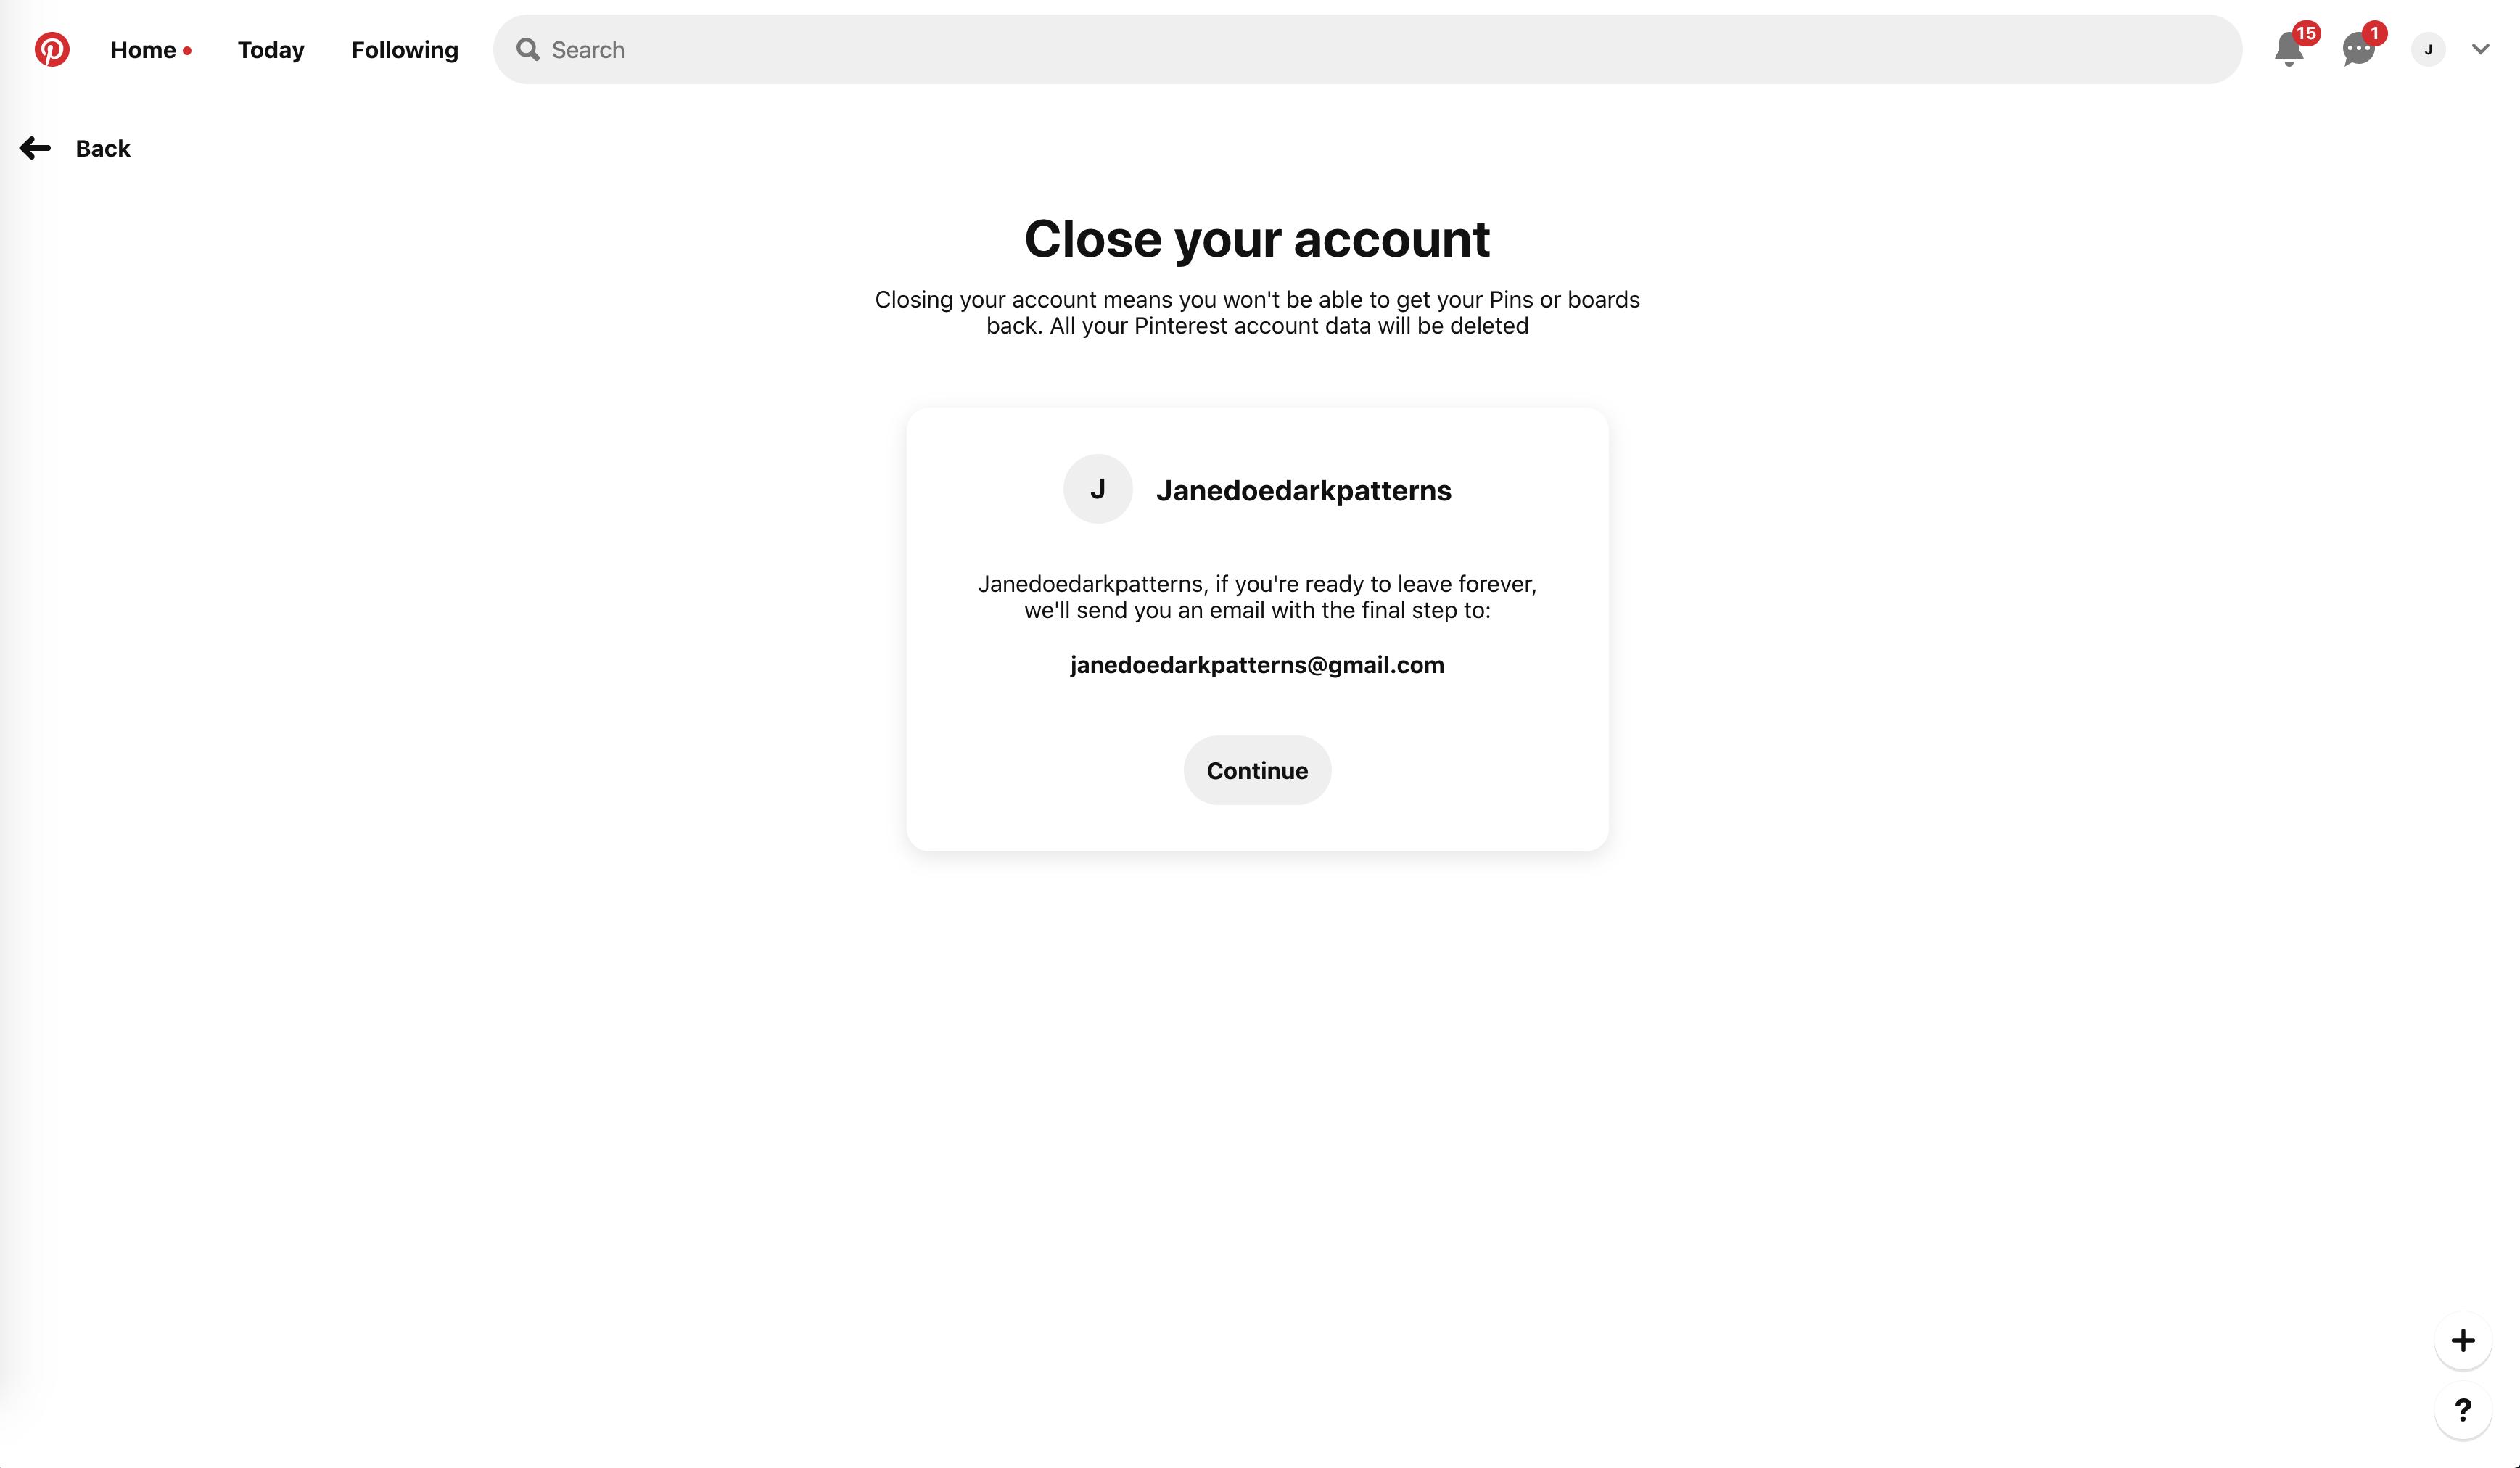 Home
Today
Following
Search
15
1
J
Back
Close your account
Closing your account means you won't be able to get your Pins or boards
back. All your Pinterest account data will be deleted
J
Janedoedarkpatterns
Janedoedarkpatterns, if you're ready to leave forever,
we'll send you an email with the final step to:
janedoedarkpatterns@gmail.com
Continue
+
?